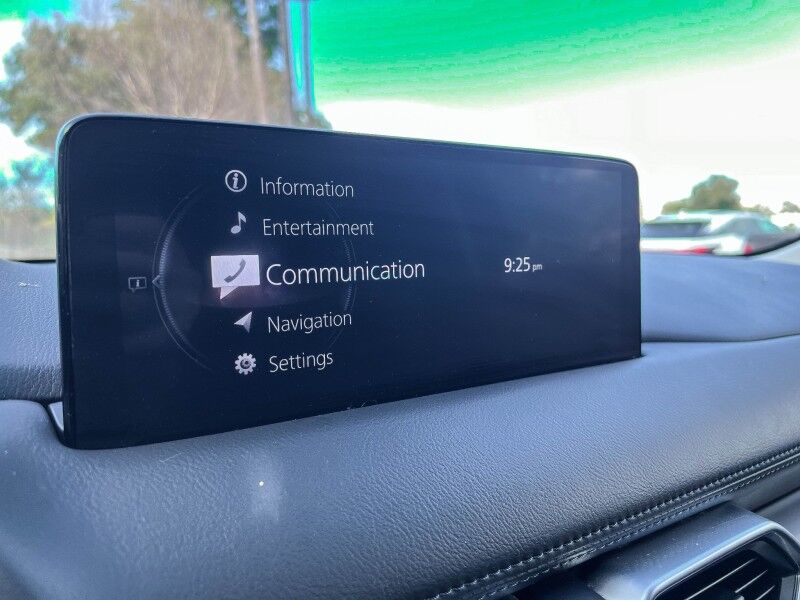 Information
Entertainment
Communication
9:25 pm
Navigation
Settings